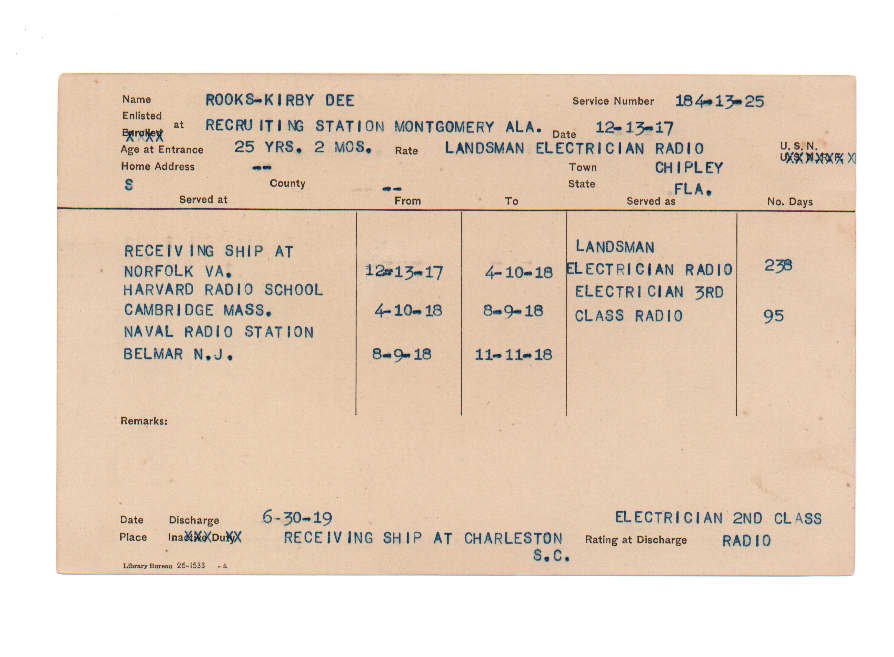 Name ROOKS-KIRBY DEE Service Number 184-13-25
Enlisted
Enrolled at RECRUITING STATION MONTGOMERY ALA. Date 12-13-17
Age at Entrance 25 YRS. 2 MOS. Rate LANDSMAN ELECTRICIAN RADIO U.S.N.
Home Address -- Town CHIPLEY U.S.N.R.F.
S County -- State FLA.
Served at From To Served as No. Days
RECEIVING SHIP AT LANDSMAN
NORFOLK VA. 12-13-17 4-10-18 ELECTRICIAN RADIO 238
HARVARD RADIO SCHOOL ELECTRICIAN 3RD
CAMBRIDGE MASS. 4-10-18 8-9-18 CLASS RADIO 95
NAVAL RADIO STATION
BELMAR N.J. 8-9-18 11-11-18
Remarks:
Date Discharge 6-30-19 ELECTRICIAN 2ND CLASS
Place Inactive Duty RECEIVING SHIP AT CHARLESTON Rating at Discharge RADIO
S.C.
Library Bureau 26-1533